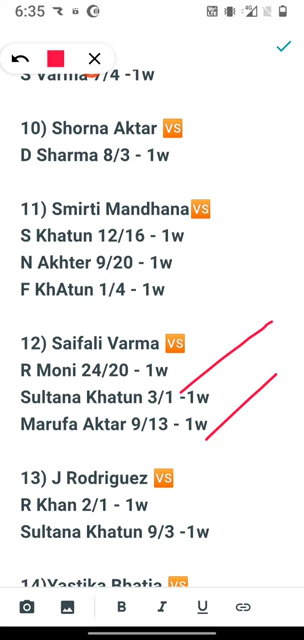 6:35
4G
S Varma 7/4 -1w
10) Shorna Aktar 🆚
D Sharma 8/3 - 1w
11) Smirti Mandhana🆚
S Khatun 12/16 - 1w
N Akhter 9/20 - 1w
F KhAtun 1/4 - 1w
12) Saifali Varma 🆚
R Moni 24/20 - 1w
Sultana Khatun 3/1 -1w
Marufa Aktar 9/13 - 1w
13) J Rodriguez 🆚
R Khan 2/1 - 1w
Sultana Khatun 9/3 -1w
14)Yastika Bhatia 🆚
B I U